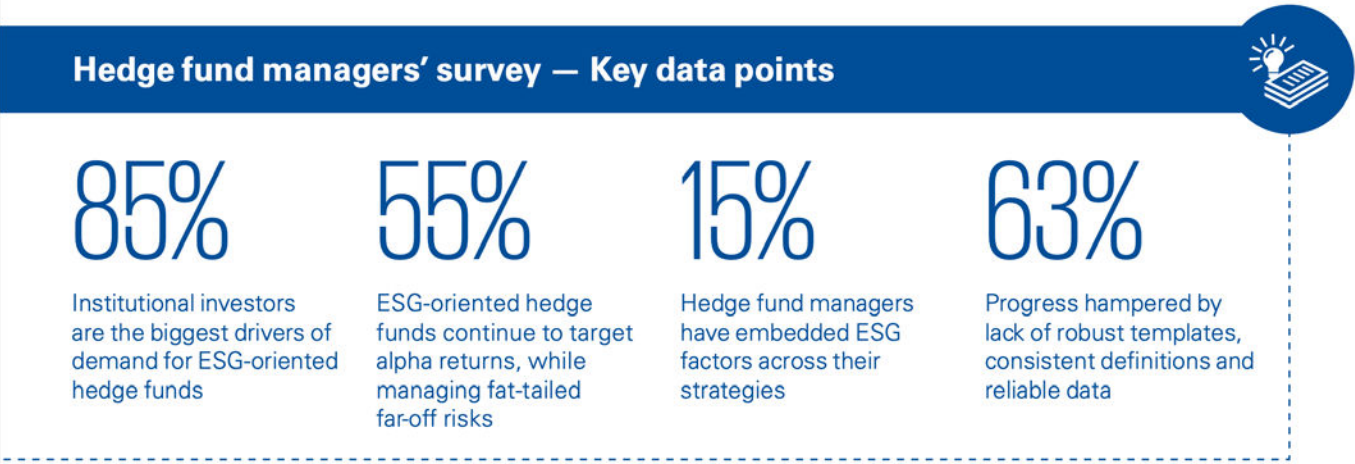 Hedge fund managers’ survey — Key data points
85%
Institutional investors
are the biggest drivers of
demand for ESG-oriented
hedge funds
55%
ESG-oriented hedge
funds continue to target
alpha returns, while
managing fat-tailed
far-off risks
15%
Hedge fund managers
have embedded ESG
factors across their
strategies
63%
Progress hampered by
lack of robust templates,
consistent definitions and
reliable data